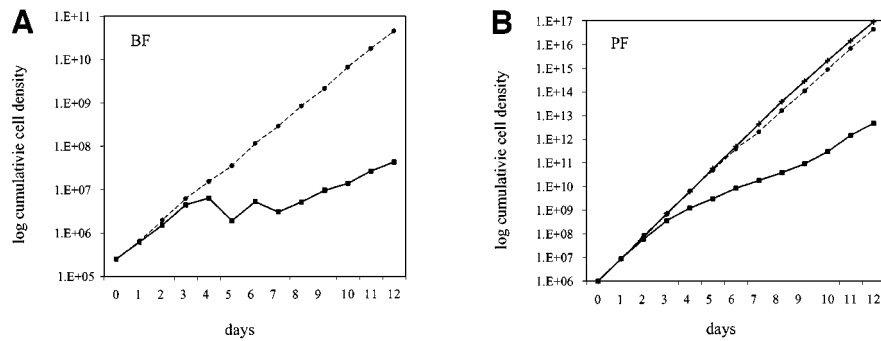 A
BF
log cumulativie cell density
1.E+11
1.E+10
1.E+09
1.E+08
1.E+07
1.E+06
1.E+05
0 1 2 3 4 5 6 7 8 9 10 11 12
days
B
PF
log cumulative cell density
1.E+17
1.E+16
1.E+15
1.E+14
1.E+13
1.E+12
1.E+11
1.E+10
1.E+09
1.E+08
1.E+07
1.E+06
0 1 2 3 4 5 6 7 8 9 10 11 12
days